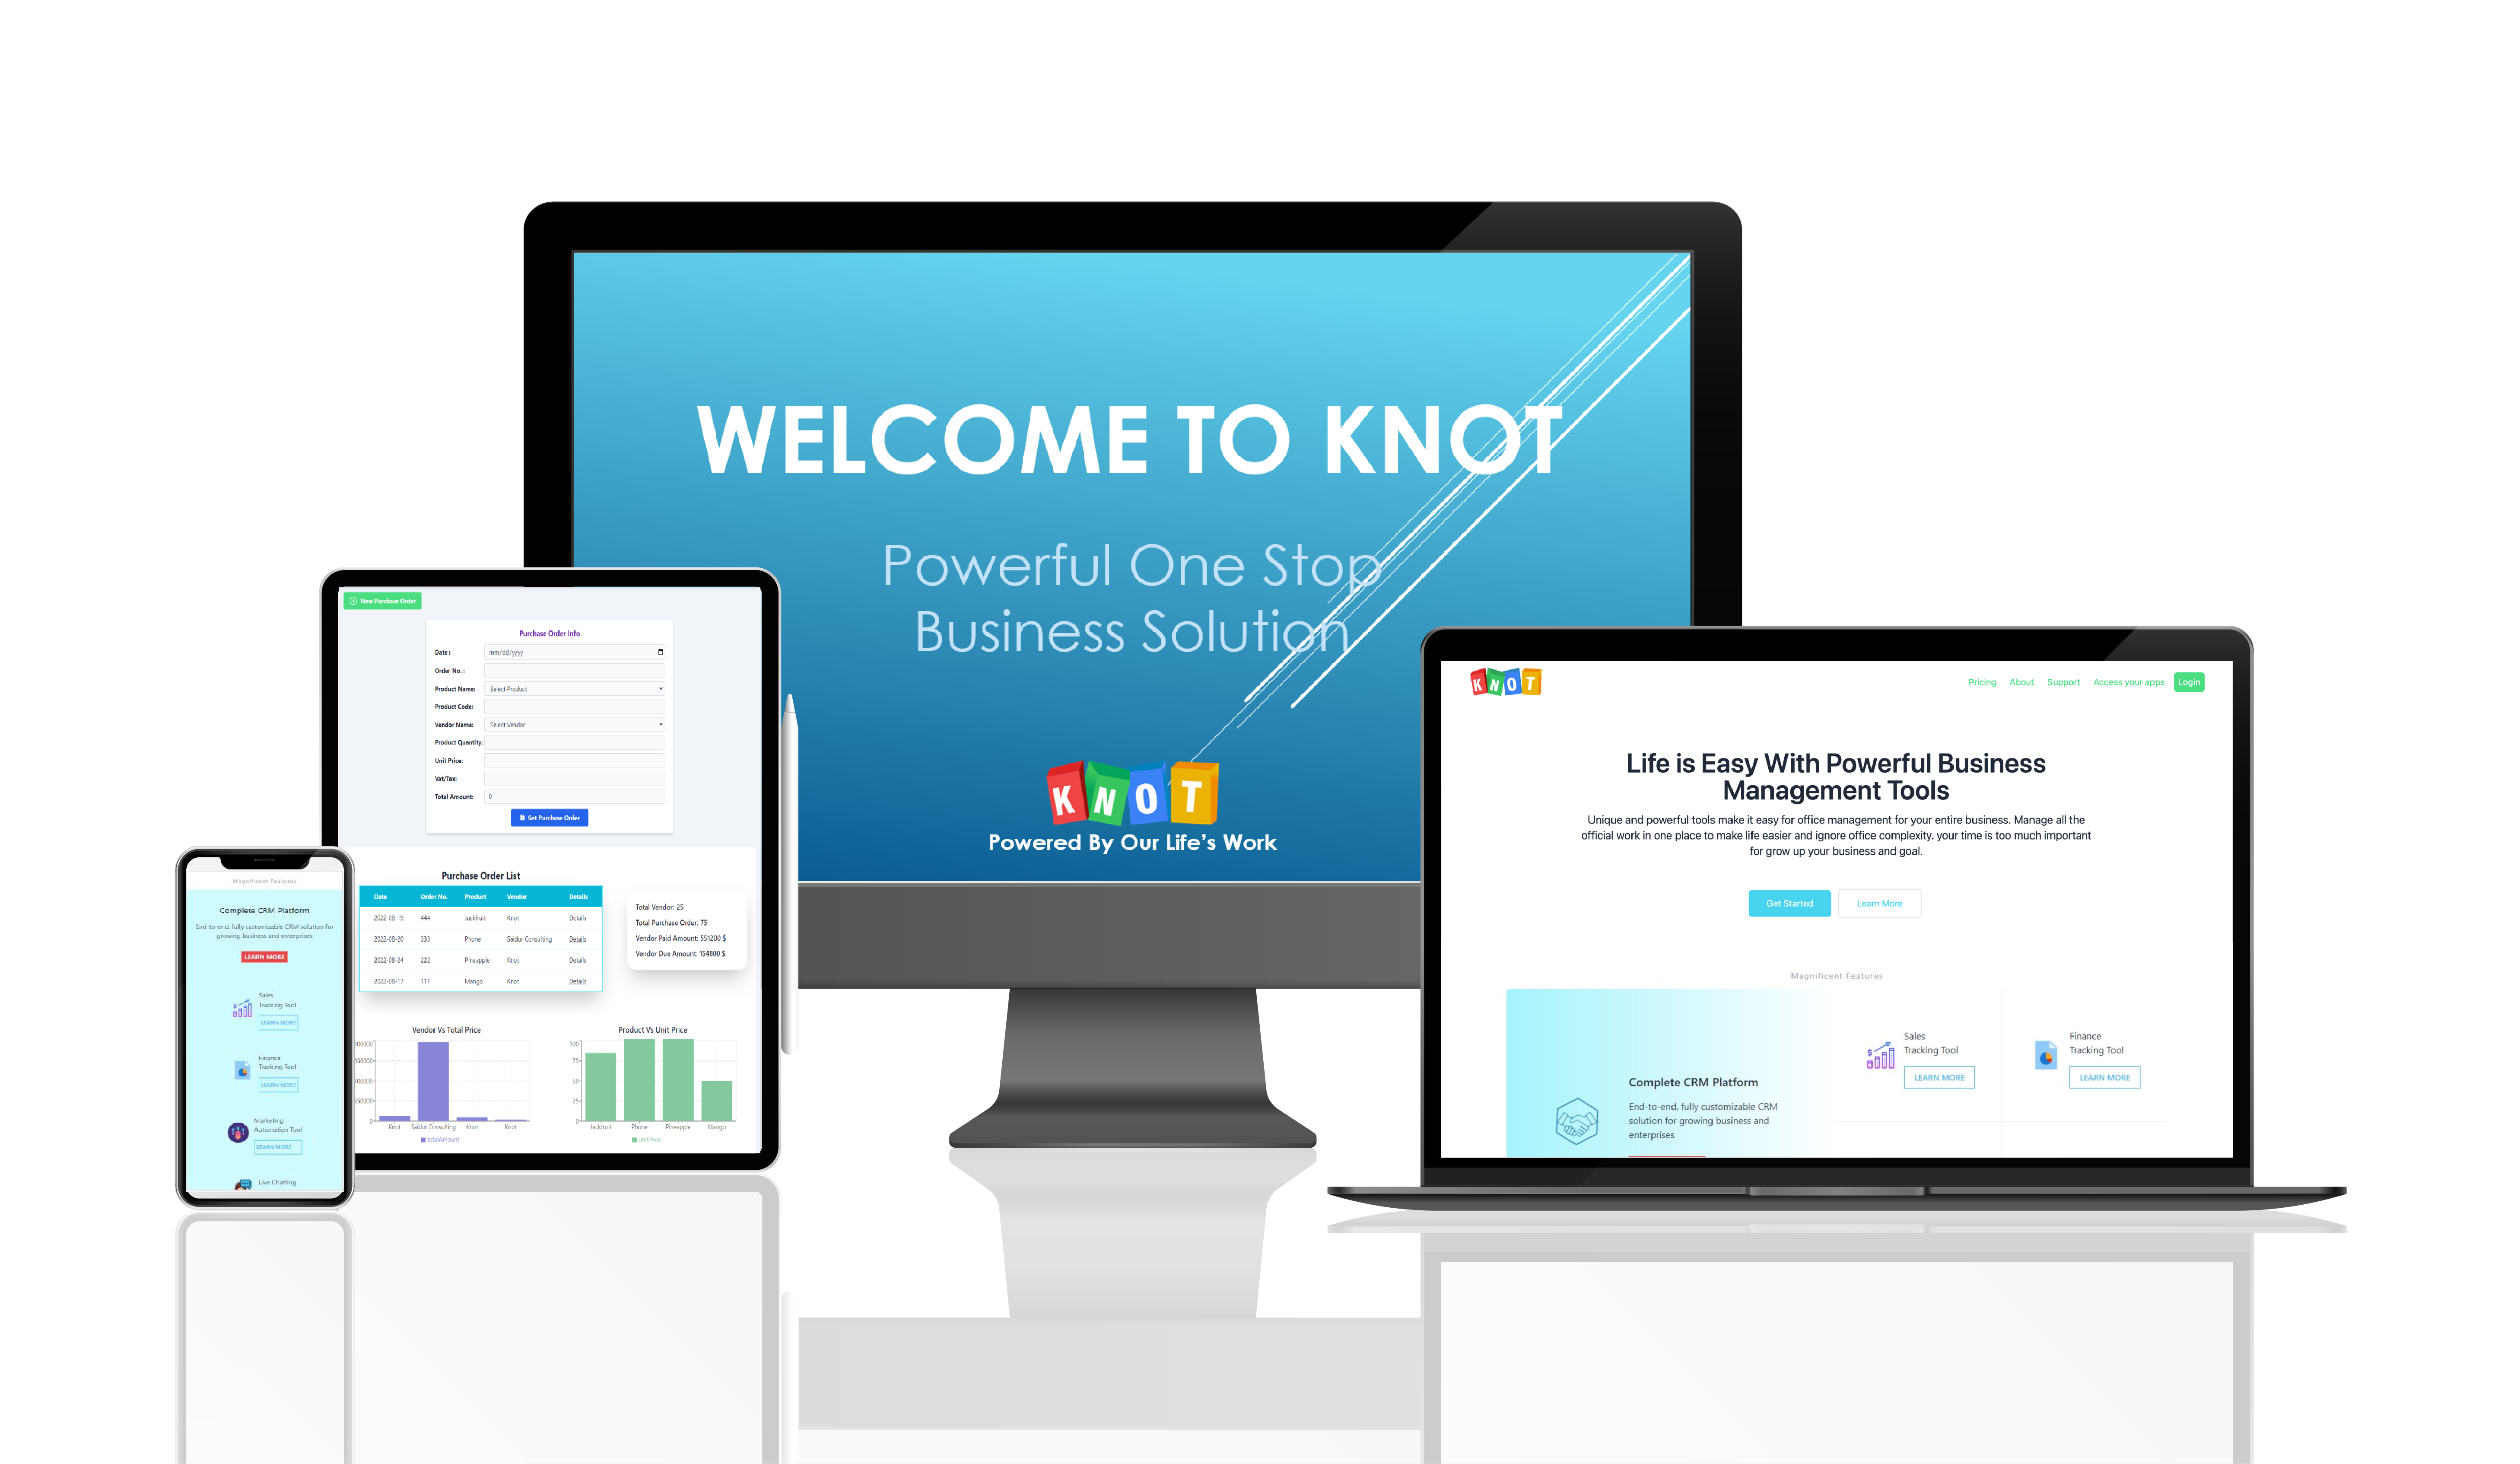 WELCOME TO KNOT
Powerful One Stop
Business Solution
KNOT
Powered By Our Life's Work
New Purchase Order
Purchase Order Info
Date : mm/dd/yyyy
Order No. :
Product Name: Select Product
Product Code:
Vendor Name: Select Vendor
Product Quantity:
Unit Price:
Vat/Tax:
Total Amount: 0
Set Purchase Order
Purchase Order List
Date Order No. Product Vendor Details
2022-08-19 444 Jackfruit Knot Details
2022-08-20 333 Phone Saidur Consulting Details
2022-08-24 222 Pineapple Knot Details
2022-08-17 111 Mango Knot Details
Total Vendor: 25
Total Purchase Order: 75
Vendor Paid Amount: 551200 $
Vendor Due Amount: 154800 $
Vendor Vs Total Price
0
Knot Saidur Consulting Knot Knot
totalAmount
Product Vs Unit Price
100
75
50
25
0
Jackfruit Phone Pineapple Mango
unitPrice
Magnificent Features
Complete CRM Platform
End-to-end, fully customizable CRM solution for
growing business and enterprises
LEARN MORE
Sales
Tracking Tool
LEARN MORE
Finance
Tracking Tool
LEARN MORE
Marketing
Automation Tool
LEARN MORE
Live Chatting
KNOT
Pricing About Support Access your apps Login
Life is Easy With Powerful Business
Management Tools
Unique and powerful tools make it easy for office management for your entire business. Manage all the
official work in one place to make life easier and ignore office complexity. your time is too much important
for grow up your business and goal.
Get Started Learn More
Magnificent Features
Complete CRM Platform
End-to-end, fully customizable CRM
solution for growing business and
enterprises
Sales
Tracking Tool
LEARN MORE
Finance
Tracking Tool
LEARN MORE